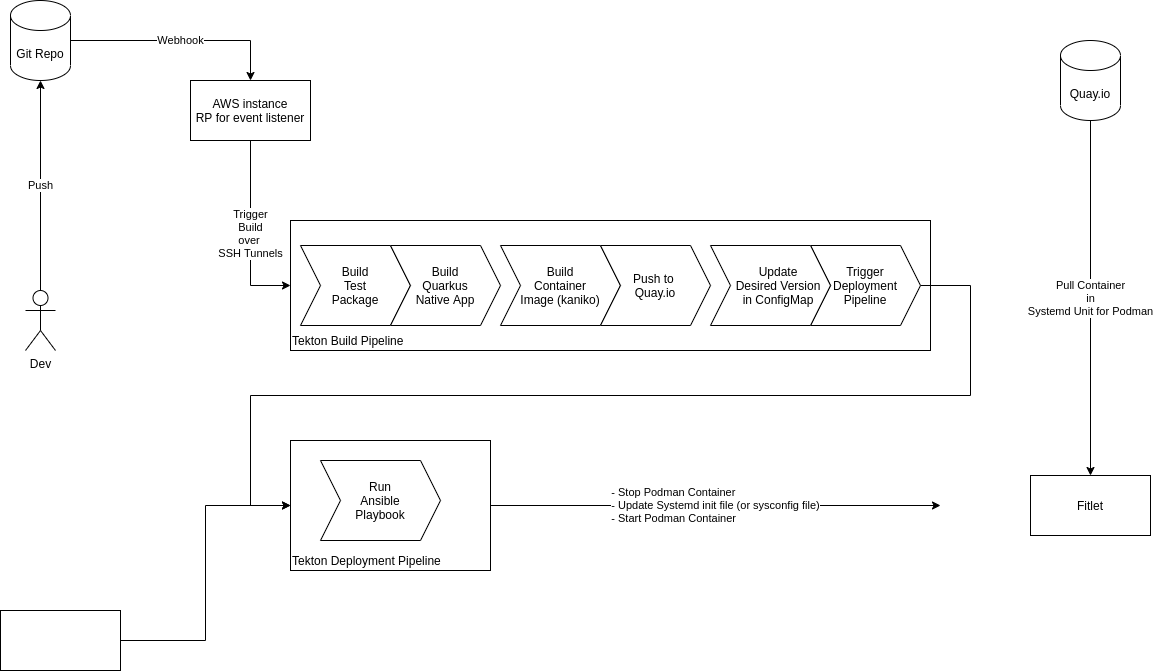 Git Repo
Webhook
Quay.io
AWS instance
RP for event listener
Push
Trigger
Build
over
SSH Tunnels
Build
Test
Package
Build
Quarkus
Native App
Build
Container
Image (kaniko)
Push to
Quay.io
Update
Desired Version
in ConfigMap
Trigger
Deployment
Pipeline
Tekton Build Pipeline
Pull Container
in
Systemd Unit for Podman
Dev
Run
Ansible
Playbook
Tekton Deployment Pipeline
- Stop Podman Container
- Update Systemd init file (or sysconfig file)
- Start Podman Container
Fitlet